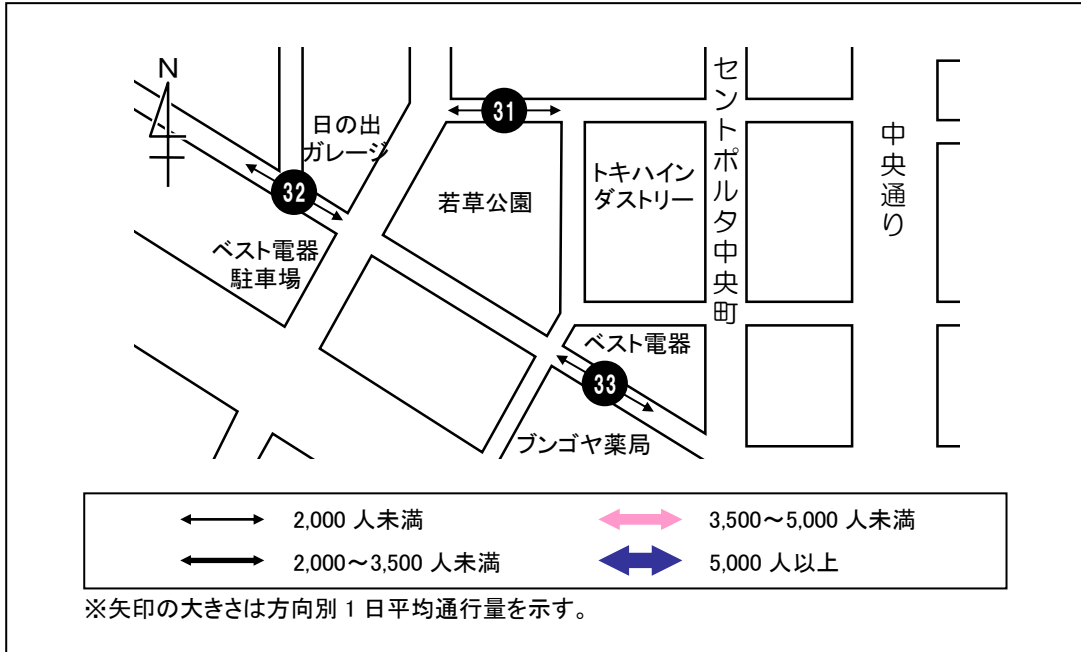 N
31
日の出
ガレージ
32
若草公園
トキハイン
ダストリー
セントポルタ中央町
中央通り
ベスト電器
駐車場
ベスト電器
33
ブンゴヤ薬局
2,000 人未満
3,500～5,000 人未満
2,000～3,500 人未満
5,000 人以上
※矢印の大きさは方向別 1 日平均通行量を示す。